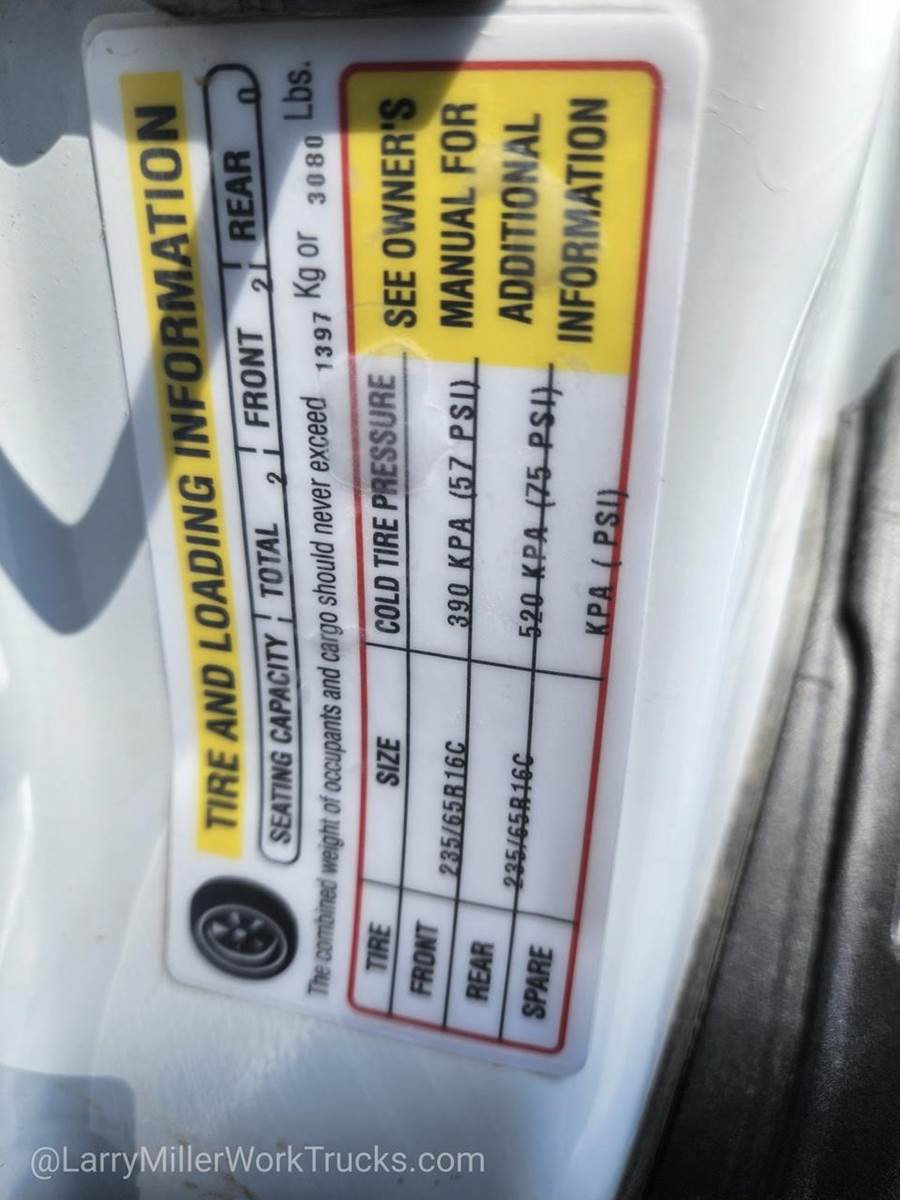 TIRE AND LOADING INFORMATION
SEATING CAPACITY | TOTAL 2 | FRONT 2 | REAR 0
The combined weight of occupants and cargo should never exceed 1397 Kg or 3080 Lbs.
TIRE SIZE COLD TIRE PRESSURE
FRONT 235/65R16C 390 KPA (57 PSI)
REAR 235/65R16C 520 KPA (75 PSI)
SPARE KPA ( PSI)
SEE OWNER'S
MANUAL FOR
ADDITIONAL
INFORMATION
@LarryMillerWorkTrucks.com